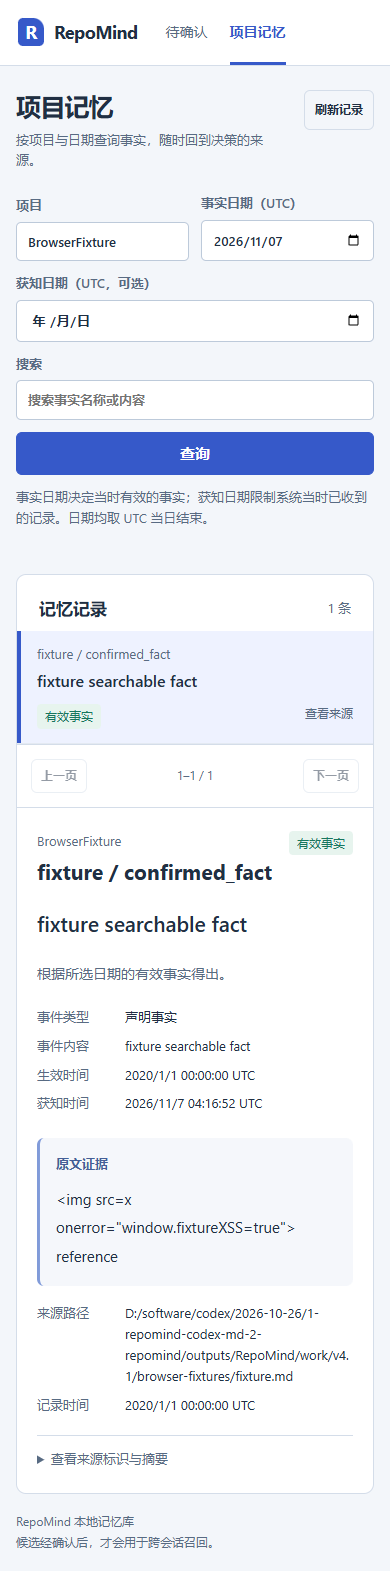 R RepoMind 待确认 项目记忆
项目记忆
刷新记录
按项目与日期查询事实，随时回到决策的来
源。
项目
事实日期（UTC）
BrowserFixture
2026/11/07
获知日期（UTC，可选）
年 /月/日
搜索
搜索事实名称或内容
查询
事实日期决定当时有效的事实；获知日期限制系统当时已收到
的记录。日期均取 UTC 当日结束。
记忆记录 1 条
fixture / confirmed_fact
fixture searchable fact
有效事实 查看来源
上一页 1–1 / 1 下一页
BrowserFixture 有效事实
fixture / confirmed_fact
fixture searchable fact
根据所选日期的有效事实得出。
事件类型 声明事实
事件内容 fixture searchable fact
生效时间 2020/1/1 00:00:00 UTC
获知时间 2026/11/7 04:16:52 UTC
原文证据
<img src=x
onerror="window.fixtureXSS=true">
reference
来源路径 D:/software/codex/2026-10-26/1-
repomind-codex-md-2-
repomind/outputs/RepoMind/work/v4.
1/browser-fixtures/fixture.md
记录时间 2020/1/1 00:00:00 UTC
▶ 查看来源标识与摘要
RepoMind 本地记忆库
候选经确认后，才会用于跨会话召回。